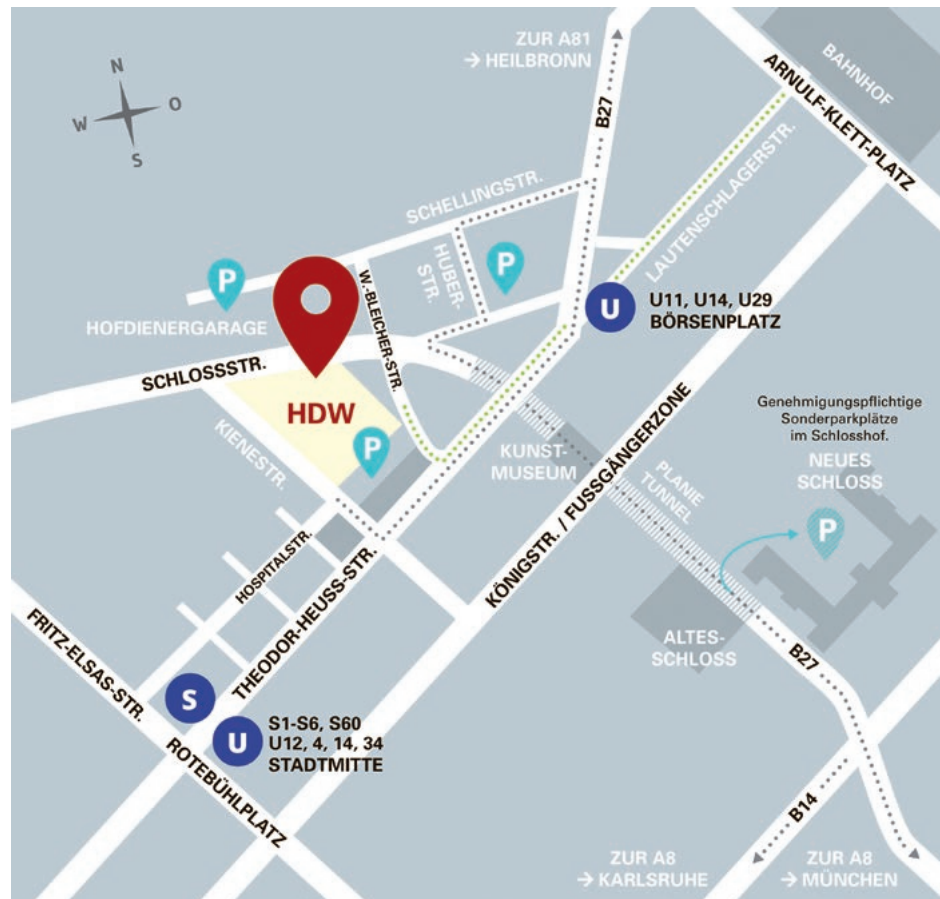 ZUR A81
→ HEILBRONN
BAHNHOF
ARNULF-KLETT-PLATZ
N
W
O
S
B27
LAUTENSCHLAGERSTR.
SCHELLINGSTR.
HUBER-
STR.
P
P
HOFDIENERGARAGE
W.-BLEICHER-STR.
U
U11, U14, U29
BÖRSENPLATZ
SCHLOSSSTR.
HDW
P
KIENESTR.
KUNST-
MUSEUM
KÖNIGSTR. / FUSSGÄNGERZONE
Genehmigungspflichtige
Sonderparkplätze
im Schlosshof.
NEUES
SCHLOSS
P
PLANIE
TUNNEL
HOSPITALSTR.
THEODOR-HEUSS-STR.
ALTES-
SCHLOSS
B27
FRITZ-ELSAS-STR.
S
U
S1-S6, S60
U12, 4, 14, 34
STADTMITTE
ROTEBÜHLPLATZ
B14
ZUR A8
→ KARLSRUHE
ZUR A8
→ MÜNCHEN